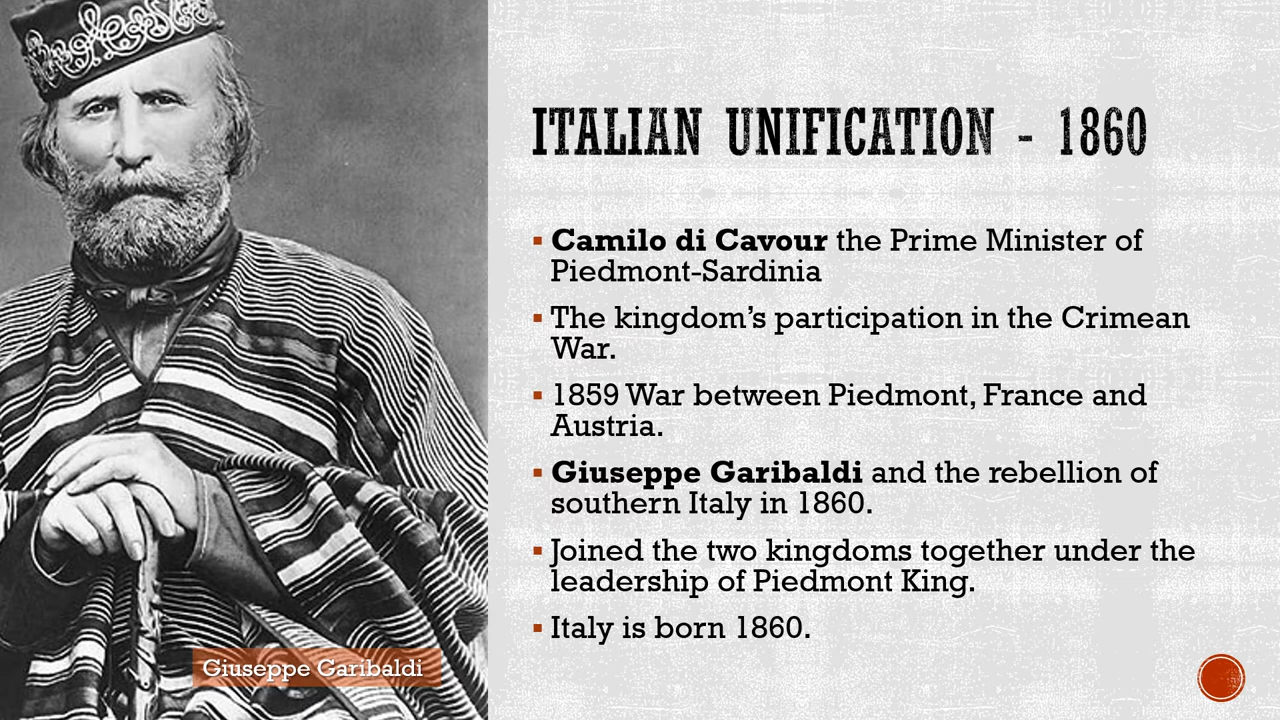 ITALIAN UNIFICATION - 1860
▪ Camilo di Cavour the Prime Minister of
Piedmont-Sardinia
▪ The kingdom's participation in the Crimean
War.
▪ 1859 War between Piedmont, France and
Austria.
▪ Giuseppe Garibaldi and the rebellion of
southern Italy in 1860.
▪ Joined the two kingdoms together under the
leadership of Piedmont King.
▪ Italy is born 1860.
Giuseppe Garibaldi